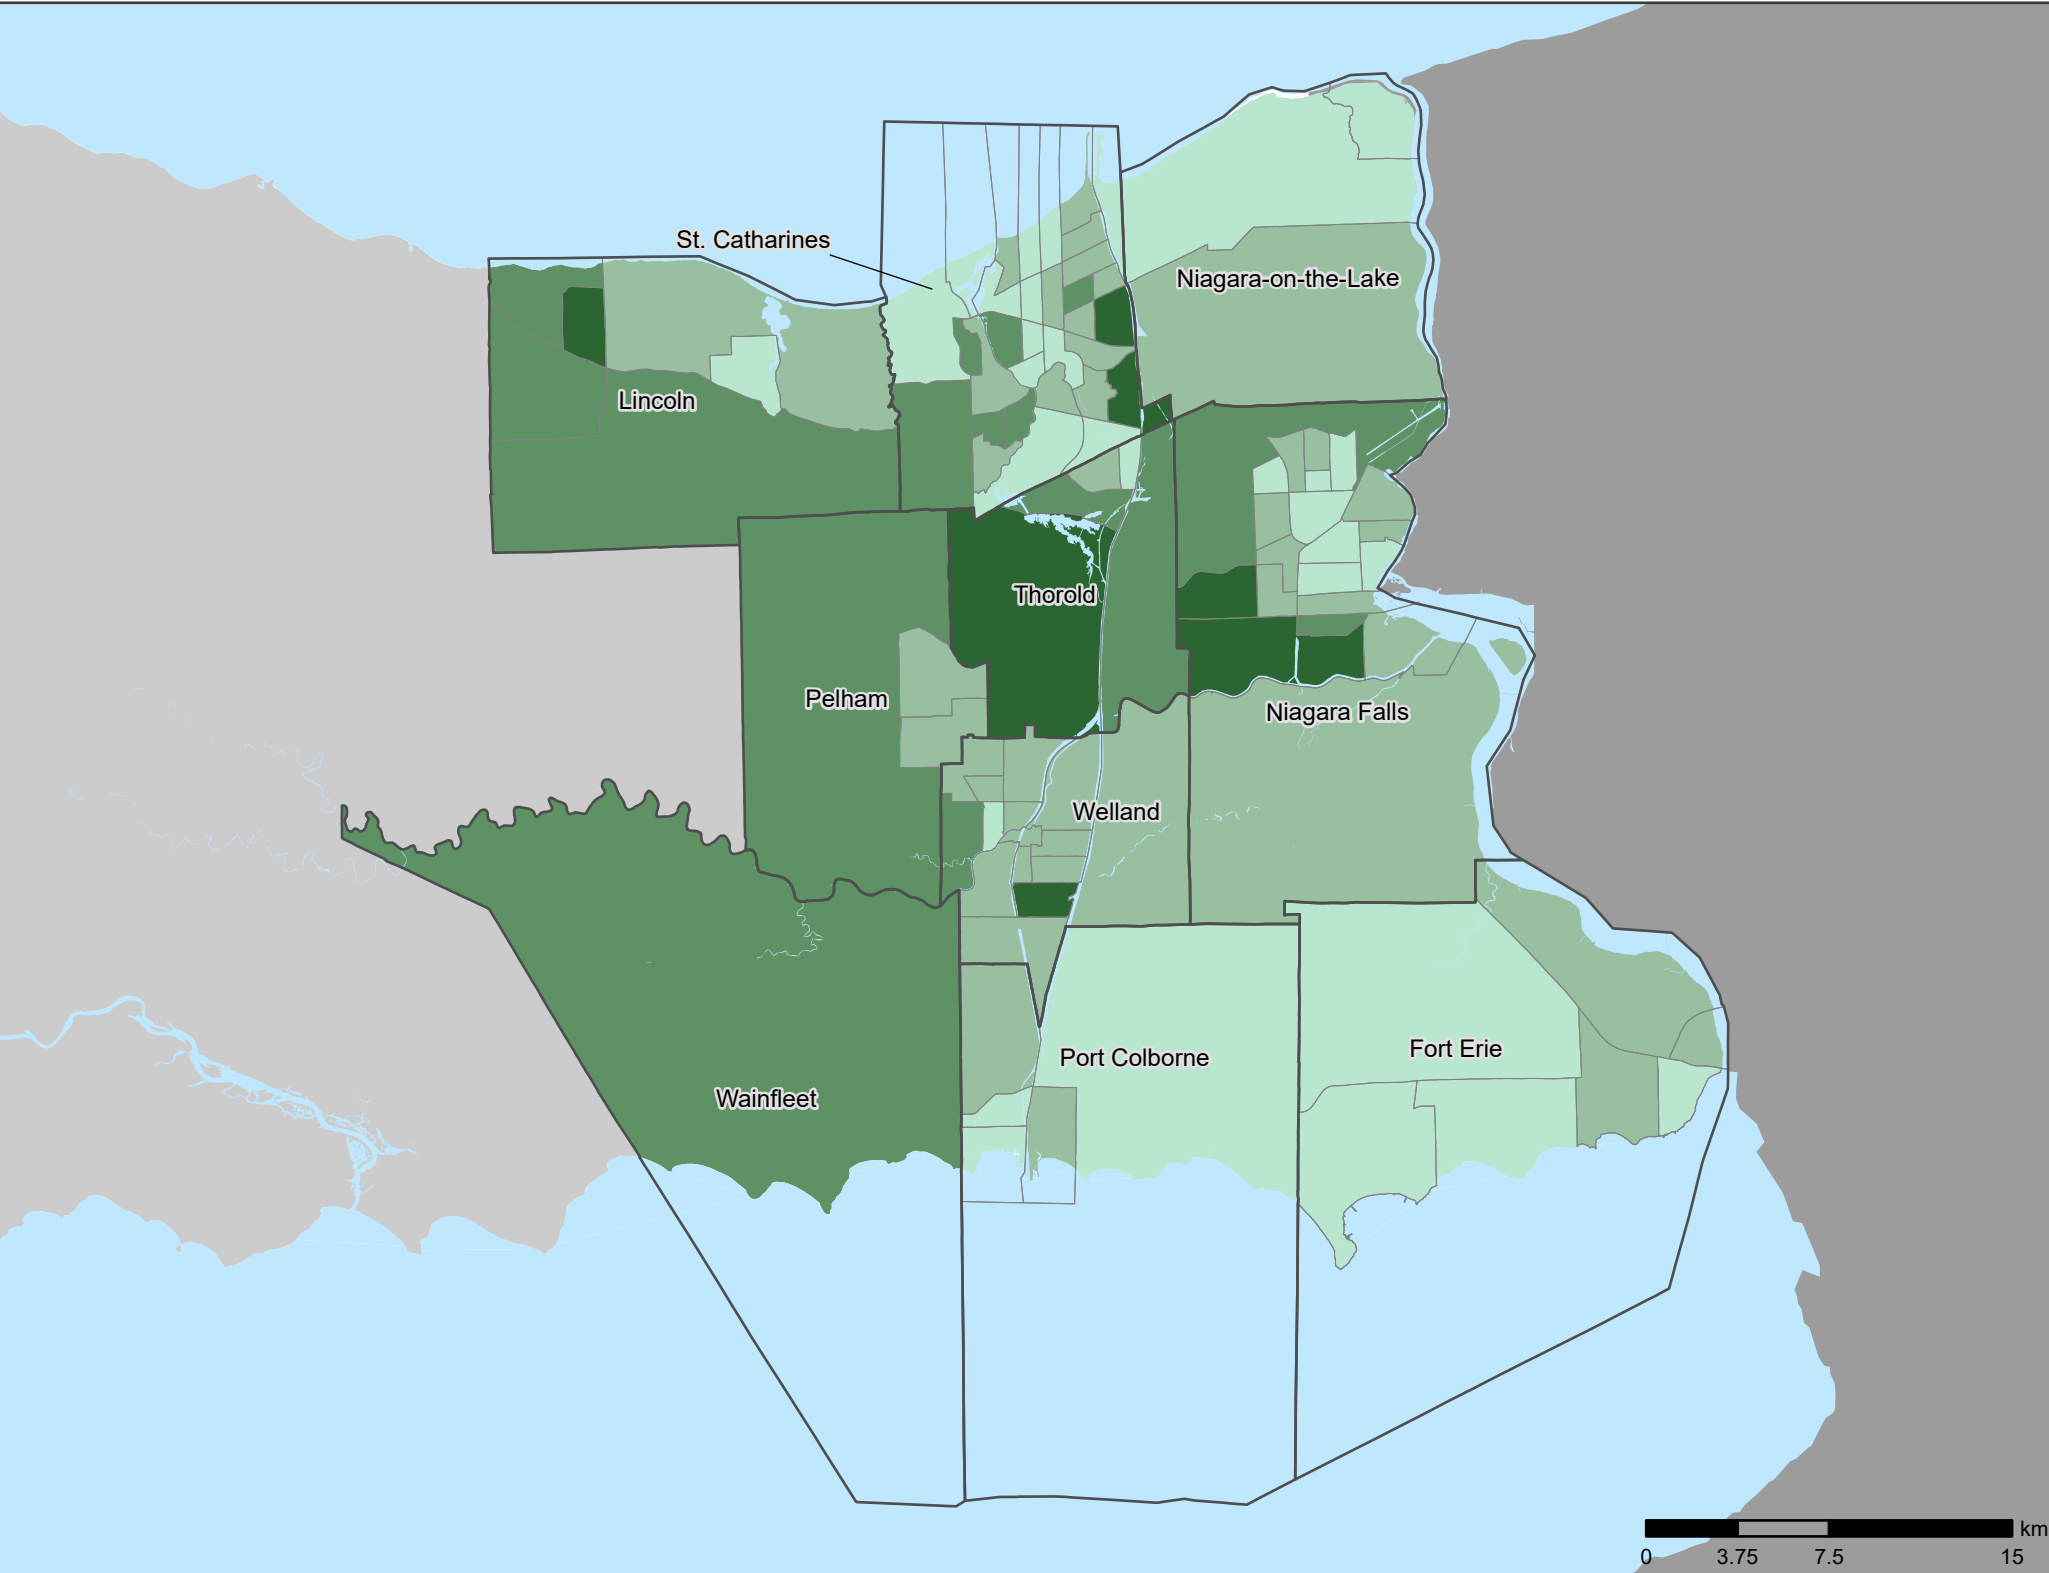 St. Catharines
Niagara-on-the-Lake
Lincoln
Thorold
Pelham
Niagara Falls
Welland
Port Colborne
Fort Erie
Wainfleet
km
0 3.75 7.5 15